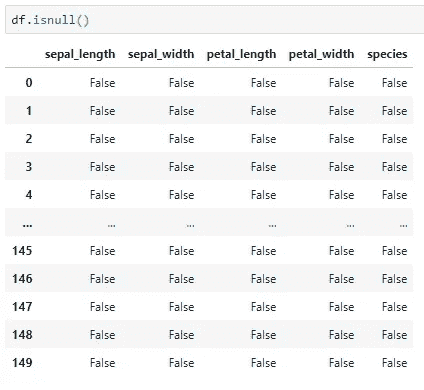 df.isnull()
sepal_length sepal_width petal_length petal_width species
0 False False False False False
1 False False False False False
2 False False False False False
3 False False False False False
4 False False False False False
... ... ... ... ... ...
145 False False False False False
146 False False False False False
147 False False False False False
148 False False False False False
149 False False False False False